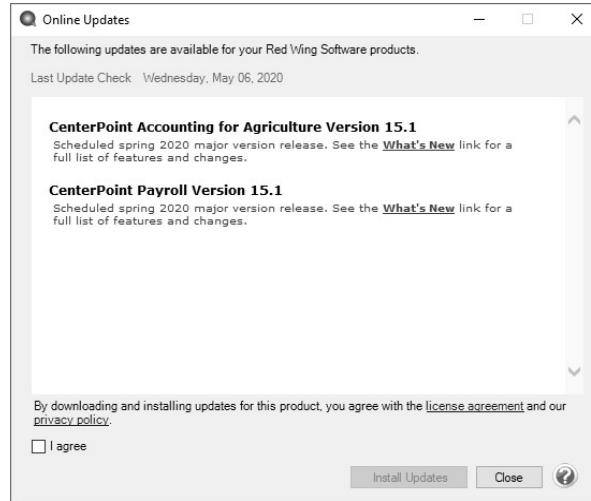 Online Updates
The following updates are available for your Red Wing Software products.
Last Update Check Wednesday, May 06, 2020
CenterPoint Accounting for Agriculture Version 15.1
Scheduled spring 2020 major version release. See the What's New link for a
full list of features and changes.
CenterPoint Payroll Version 15.1
Scheduled spring 2020 major version release. See the What's New link for a
full list of features and changes.
By downloading and installing updates for this product, you agree with the license agreement and our
privacy policy.
I agree
Install Updates Close ?